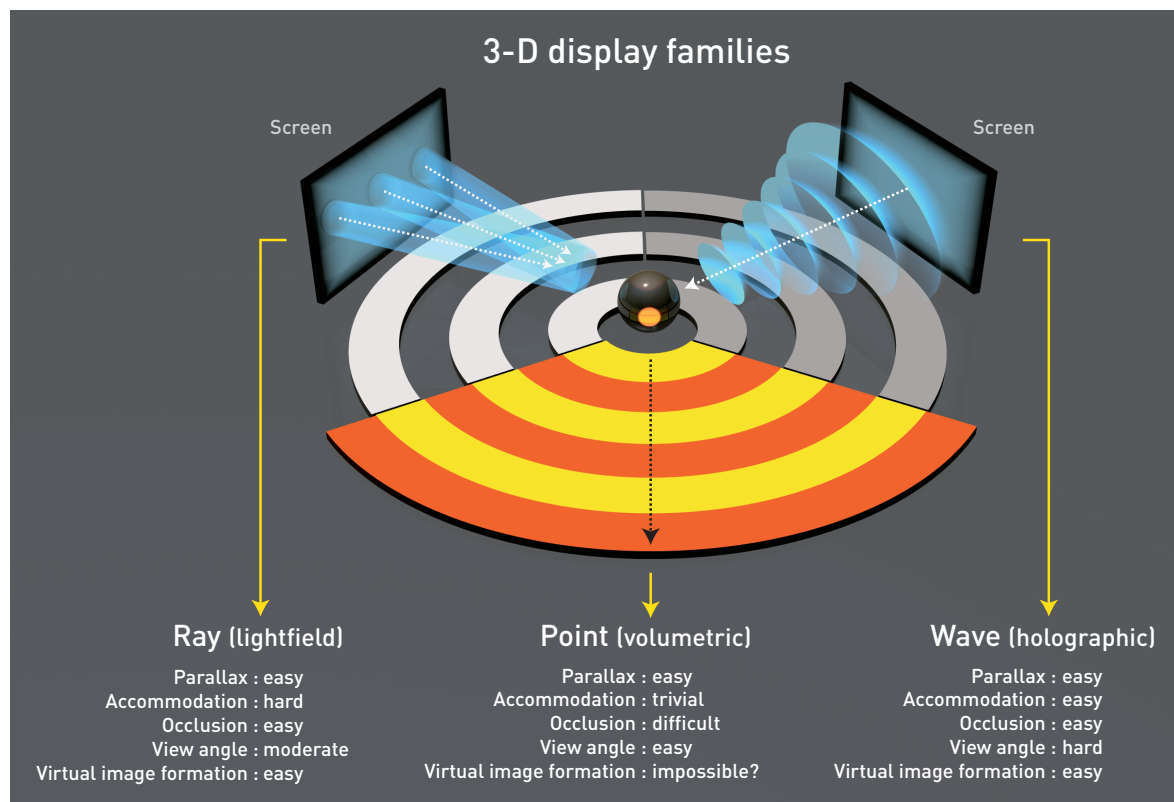 3-D display families
Screen
Screen
Ray (lightfield)
Parallax : easy
Accommodation : hard
Occlusion : easy
View angle : moderate
Virtual image formation : easy
Point (volumetric)
Parallax : easy
Accommodation : trivial
Occlusion : difficult
View angle : easy
Virtual image formation : impossible?
Wave (holographic)
Parallax : easy
Accommodation : easy
Occlusion : easy
View angle : hard
Virtual image formation : easy